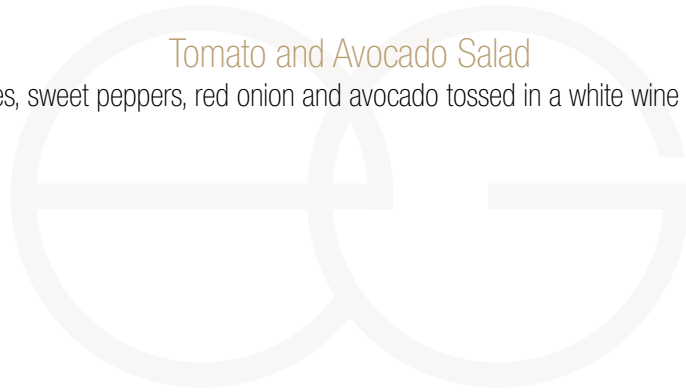 Tomato and Avocado Salad
es, sweet peppers, red onion and avocado tossed in a white wine